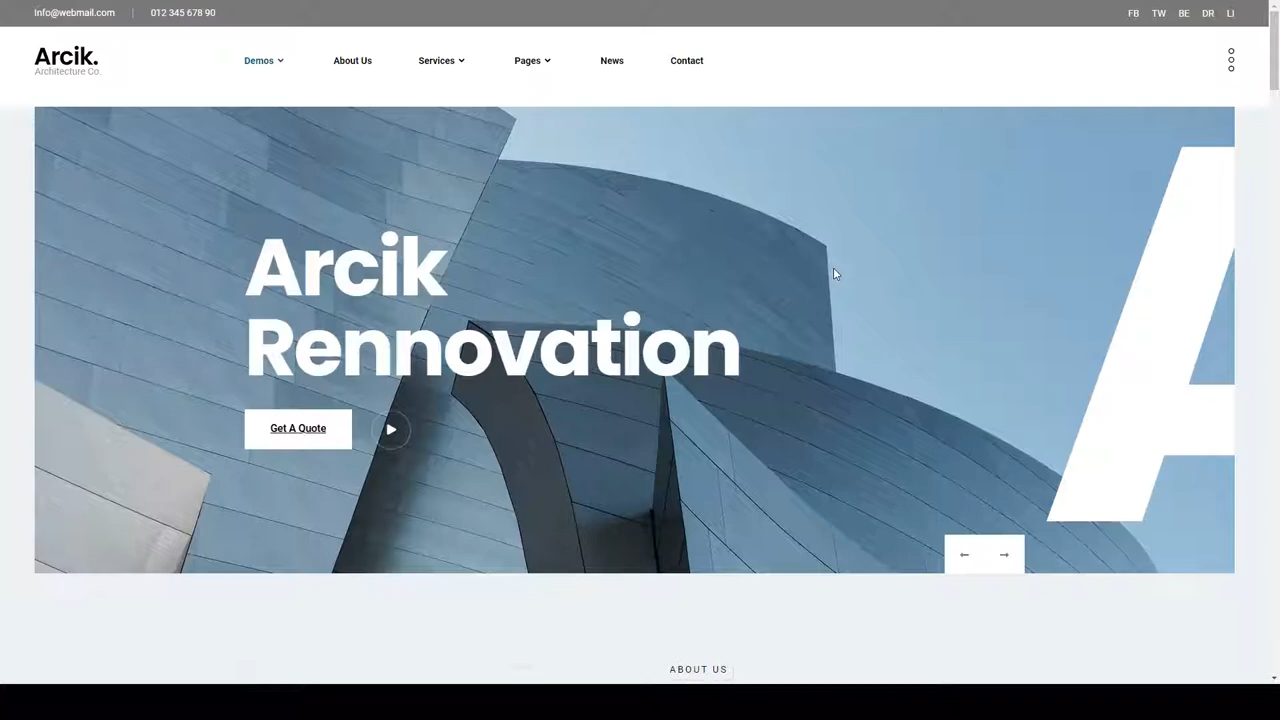 Info@webmail.com
012 345 678 90
FB
TW
BE
DR
LI
Arcik.
Architecture Co.
Demos
About Us
Services
Pages
News
Contact
Arcik
Rennovation
Get A Quote
A
ABOUT US